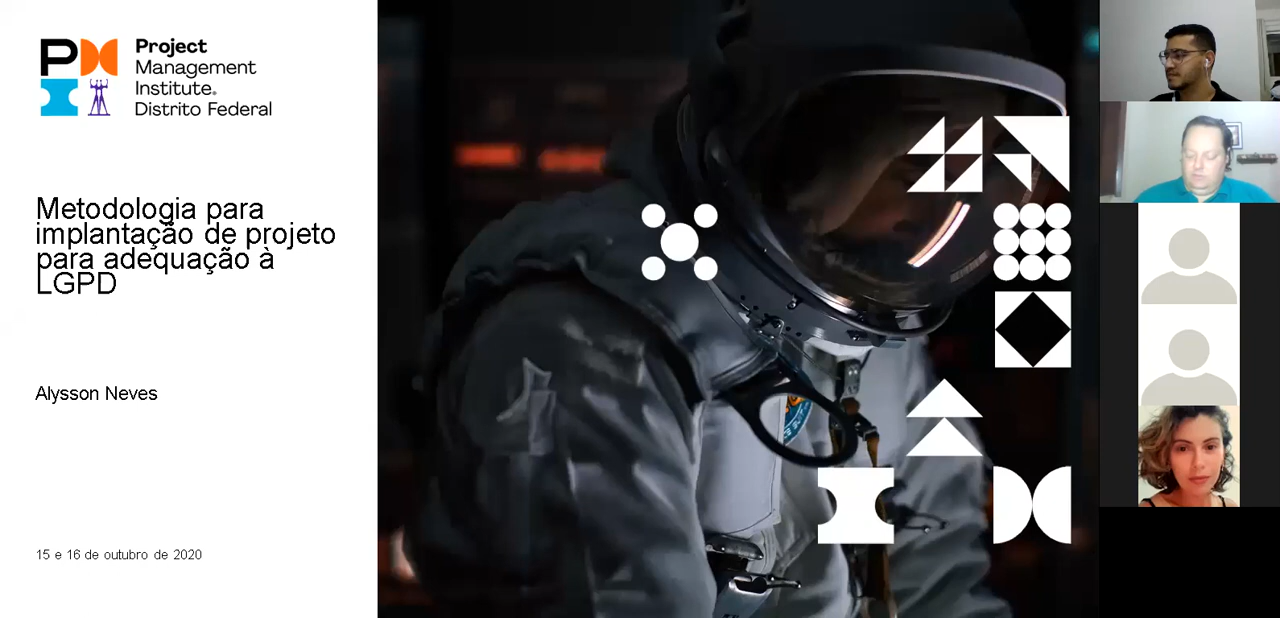 Project
Management
Institute.
Distrito Federal
Metodologia para
implantação de projeto
para adequação à
LGPD
Alysson Neves
15 e 16 de outubro de 2020